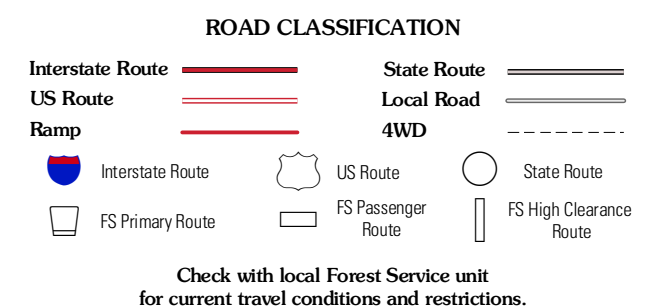 ROAD CLASSIFICATION
Interstate Route
State Route
US Route
Local Road
Ramp
4WD
Interstate Route
US Route
State Route
FS Primary Route
FS Passenger
Route
FS High Clearance
Route
Check with local Forest Service unit
for current travel conditions and restrictions.